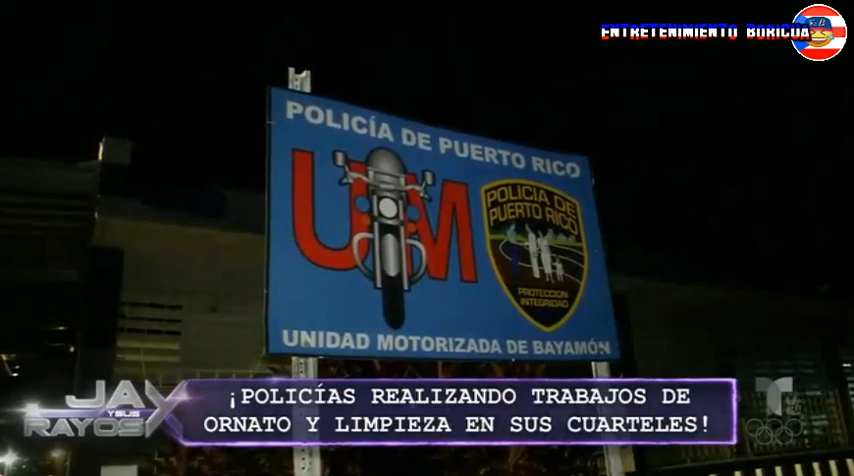 ENTRETENIMIENTO BORICUA
POLICÍA DE PUERTO RICO
UM
POLICIA DE
PUERTO RICO
PROTECCION
INTEGRIDAD
UNIDAD MOTORIZADA DE BAYAMÓN
JAY
Y SUS
RAYOS X
¡POLICÍAS REALIZANDO TRABAJOS DE
ORNATO Y LIMPIEZA EN SUS CUARTELES!